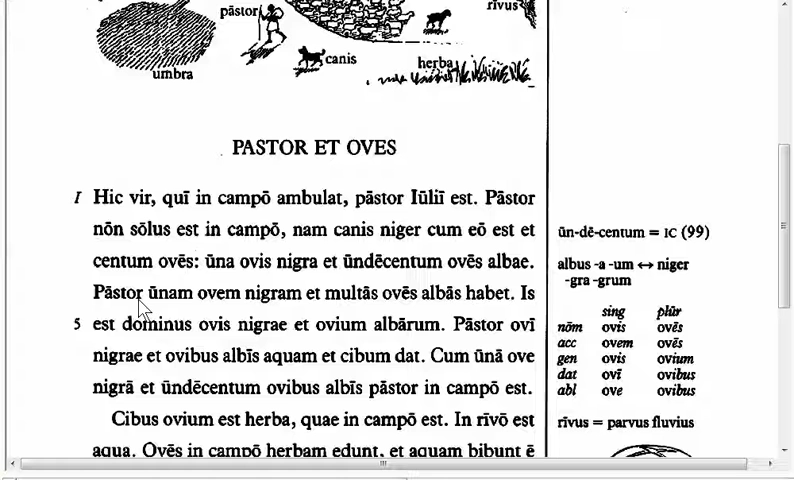 pāstor
rīvus
canis
herba
umbra
PASTOR ET OVES
I Hic vir, quī in campō ambulat, pāstor Iūliī est. Pāstor
nōn sōlus est in campō, nam canis niger cum eō est et
centum ovēs: ūna ovis nigra et ūndēcentum ovēs albae.
Pāstor ūnam ovem nigram et multās ovēs albās habet. Is
5 est dominus ovis nigrae et ovium albārum. Pāstor ovī
nigrae et ovibus albīs aquam et cibum dat. Cum ūnā ove
nigrā et ūndēcentum ovibus albīs pāstor in campō est.
Cibus ovium est herba, quae in campō est. In rīvō est
aqua. Ovēs in campō herbam edunt, et aquam bibunt ē
ūn-dē-centum = IC (99)
albus -a -um ↔ niger
-gra -grum
sing plūr
nōm ovis ovēs
acc ovem ovēs
gen ovis ovium
dat ovī ovibus
abl ove ovibus
rīvus = parvus fluvius